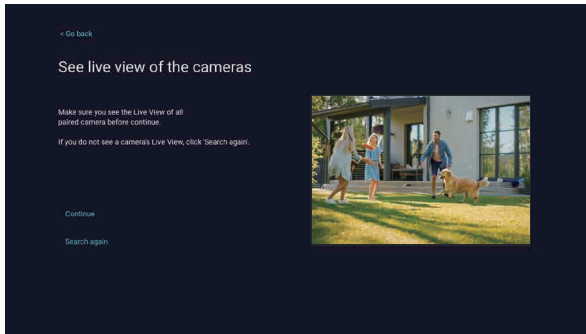 < Go back
See live view of the cameras
Make sure you see the Live View of all
paired camera before continue.
If you do not see a camera's Live View, click 'Search again'.
Continue
Search again